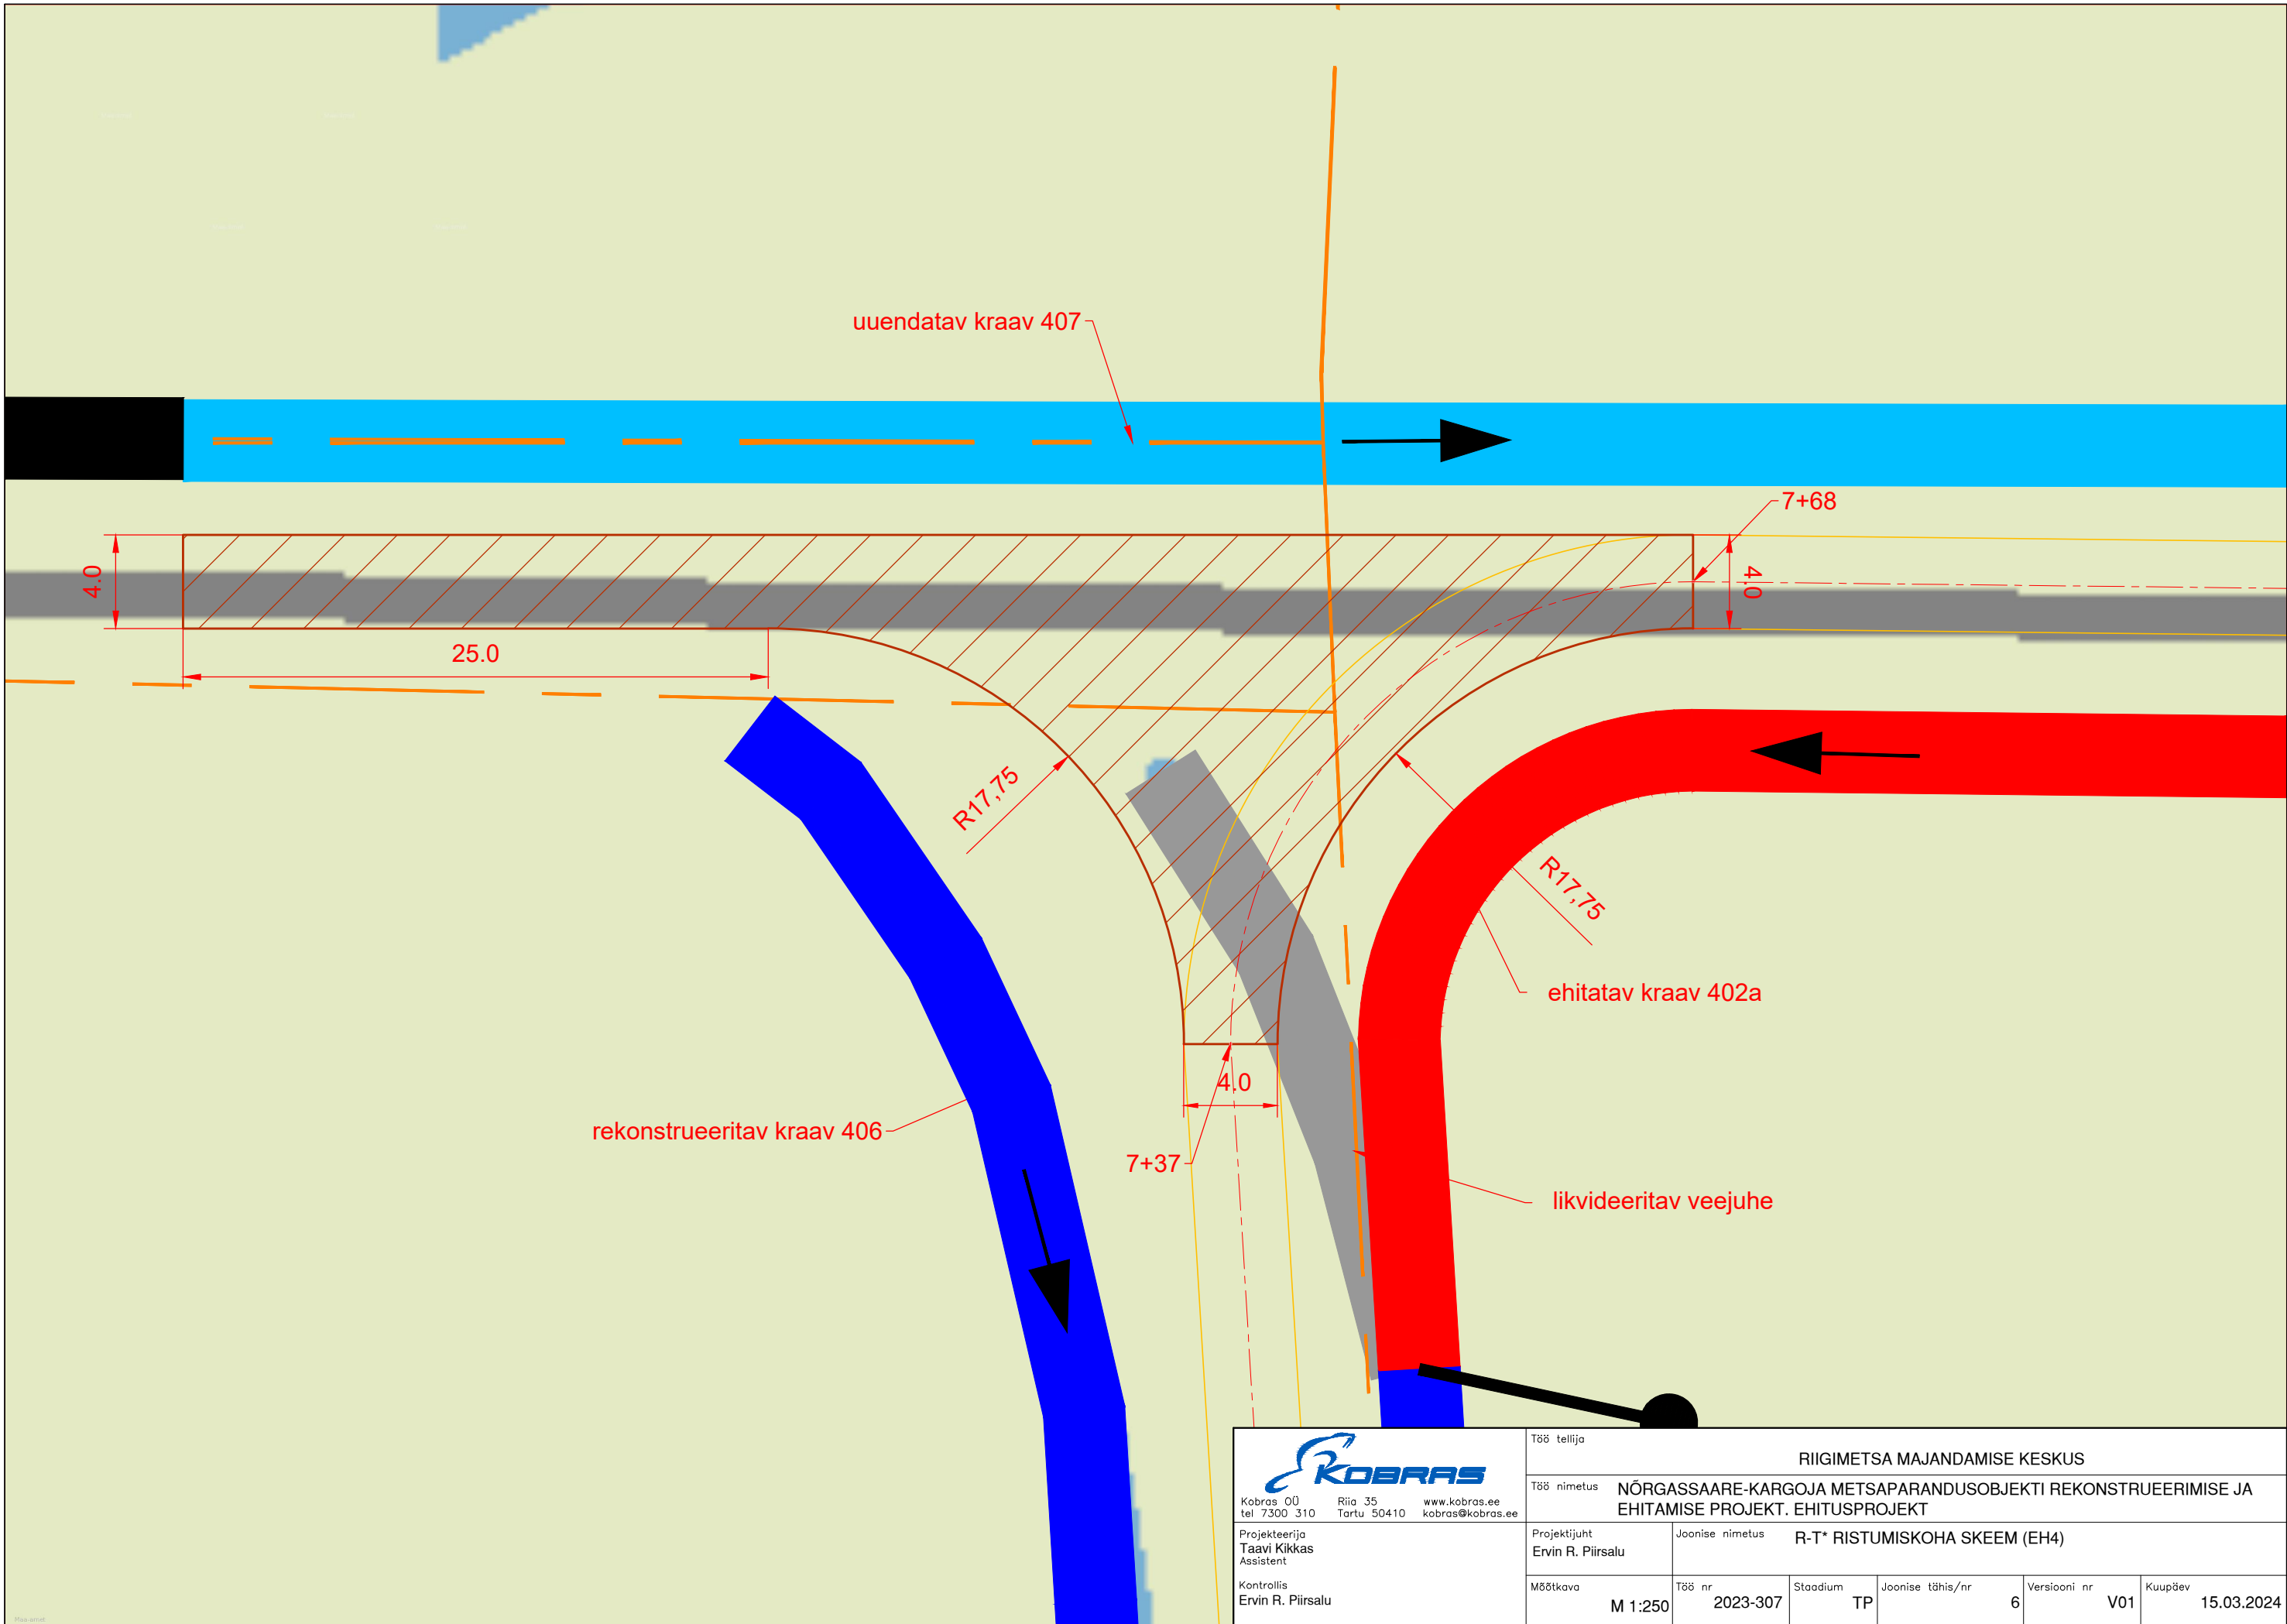 uuendatav kraav 407
7+68
4.0
4.0
25.0
R17,75
R17,75
ehitatav kraav 402a
4.0
rekonstrueeritav kraav 406
7+37
likvideeritav veejuhe
KOBRAS
Kobras OÜ Riia 35 www.kobras.ee
tel 7300 310 Tartu 50410 kobras@kobras.ee
Töö tellija
RIIGIMETSA MAJANDAMISE KESKUS
Töö nimetus NÕRGASSAARE-KARGOJA METSAPARANDUSOBJEKTI REKONSTRUEERIMISE JA
EHITAMISE PROJEKT. EHITUSPROJEKT
Projekteerija
Taavi Kikkas
Assistent
Projektijuht
Ervin R. Piirsalu
Joonise nimetus R-T* RISTUMISKOHA SKEEM (EH4)
Kontrollis
Ervin R. Piirsalu
Mõõtkava
M 1:250
Töö nr
2023-307
Staadium
TP
Joonise tähis/nr
6
Versiooni nr
V01
Kuupäev
15.03.2024